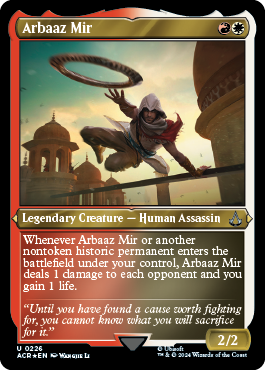 Arbaaz Mir
Legendary Creature — Human Assassin
Whenever Arbaaz Mir or another
nontoken historic permanent enters the
battlefield under your control, Arbaaz Mir
deals 1 damage to each opponent and you
gain 1 life.
“Until you have found a cause worth fighting
for, you cannot know what you will sacrifice
for it.”
2/2
U 0226
ACR★EN Wangjie Li
© Ubisoft
™ & © 2024 Wizards of the Coast